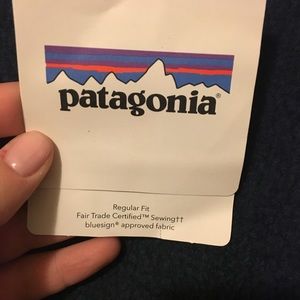 patagonia®
Regular Fit
Fair Trade Certified™ Sewing††
bluesign® approved fabric